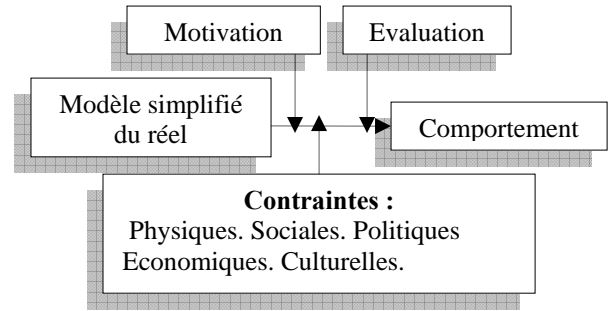 Motivation
Evaluation
Modèle simplifié
du réel
Comportement
Contraintes :
Physiques. Sociales. Politiques
Economiques. Culturelles.